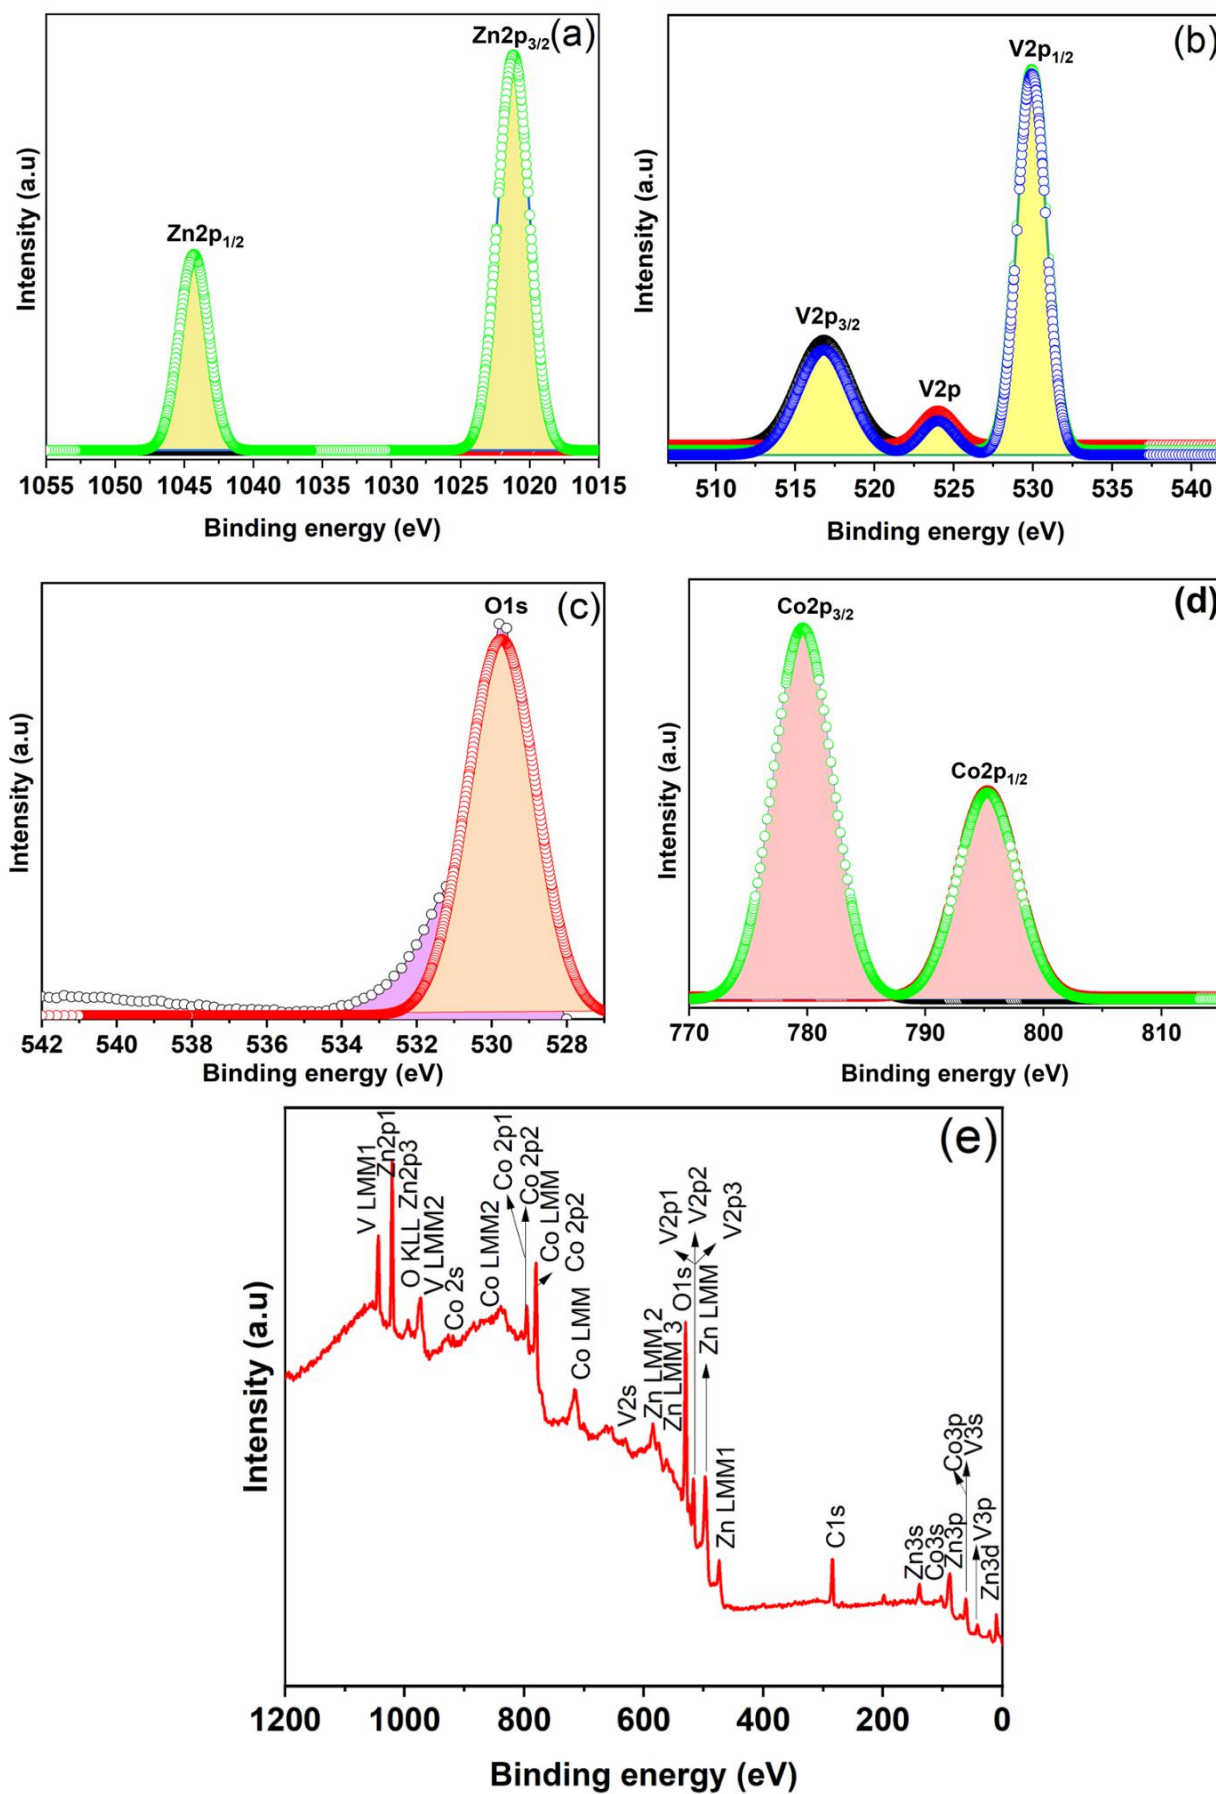 (a)
Zn2p3/2
Zn2p1/2
Intensity (a.u)
1055 1050 1045 1040 1035 1030 1025 1020 1015
Binding energy (eV)
(b)
V2p1/2
V2p3/2
V2p
Intensity (a.u)
510 515 520 525 530 535 540
Binding energy (eV)
(c)
O1s
Intensity (a.u)
542 540 538 536 534 532 530 528
Binding energy (eV)
(d)
Co2p3/2
Co2p1/2
Intensity (a.u)
770 780 790 800 810
Binding energy (eV)
(e)
V LMM1
Zn2p1
O KLL Zn2p3
V LMM2
Co 2s
Co LMM2
Co 2p1
Co 2p2
Co LMM
Co LMM Co 2p2
V2s
Zn LMM 2
Zn LMM 3 O1s
V2p1
V2p2
V2p3
Zn LMM
Zn LMM1
C1s
Zn3s
Co3s
Zn3p
Co3p
V3s
V3p
Zn3d
Intensity (a.u)
1200 1000 800 600 400 200 0
Binding energy (eV)